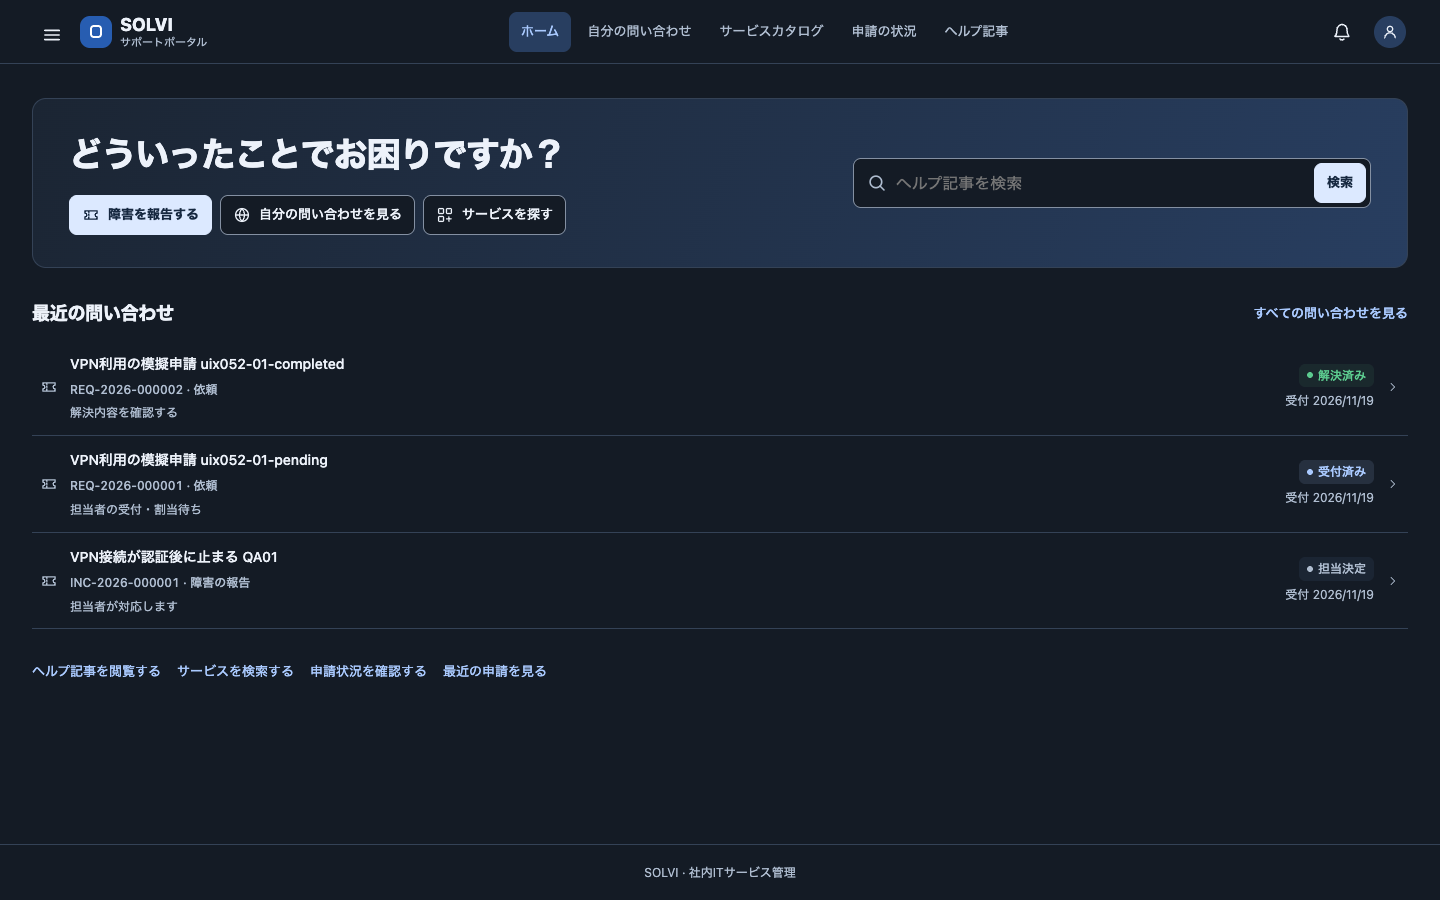 SOLVI
サポートポータル
ホーム
自分の問い合わせ
サービスカタログ
申請の状況
ヘルプ記事
どういったことでお困りですか？
障害を報告する
自分の問い合わせを見る
サービスを探す
ヘルプ記事を検索
検索
最近の問い合わせ
すべての問い合わせを見る
VPN利用の模擬申請 uix052-01-completed
REQ-2026-000002 · 依頼
解決内容を確認する
解決済み
受付 2026/11/19
VPN利用の模擬申請 uix052-01-pending
REQ-2026-000001 · 依頼
担当者の受付・割当待ち
受付済み
受付 2026/11/19
VPN接続が認証後に止まる QA01
INC-2026-000001 · 障害の報告
担当者が対応します
担当決定
受付 2026/11/19
ヘルプ記事を閲覧する
サービスを検索する
申請状況を確認する
最近の申請を見る
SOLVI · 社内ITサービス管理